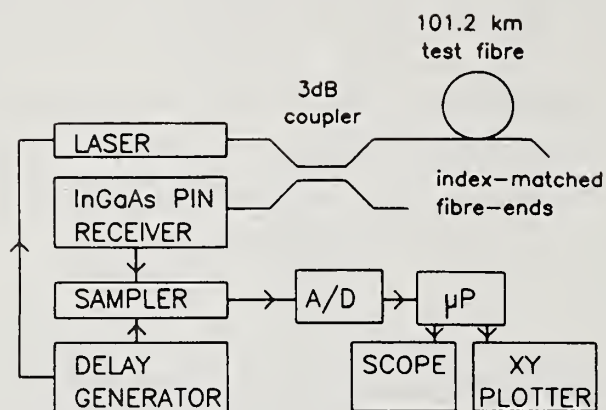 101.2 km
test fibre
3dB
coupler
LASER
index-matched
fibre-ends
InGaAs PIN
RECEIVER
SAMPLER
A/D
µP
DELAY
GENERATOR
SCOPE
XY
PLOTTER